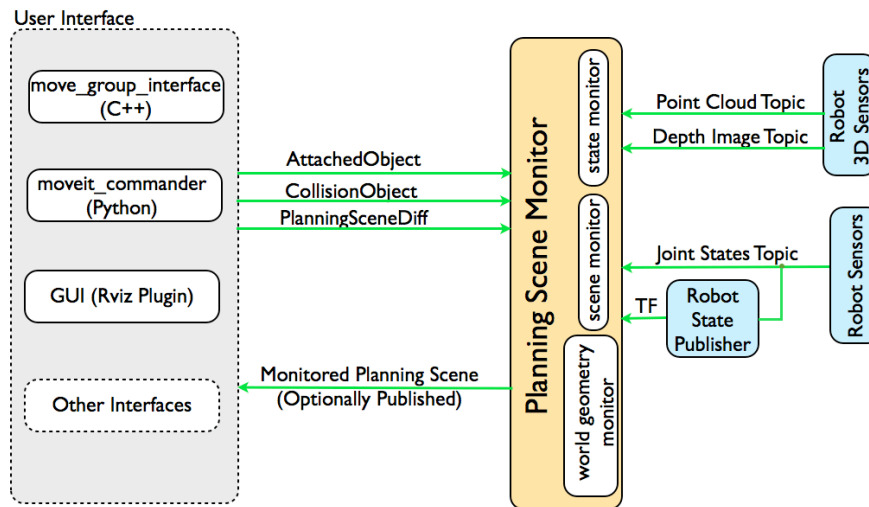 User Interface
move_group_interface
(C++)
moveit_commander
(Python)
GUI (Rviz Plugin)
Other Interfaces
AttachedObject
CollisionObject
PlanningSceneDiff
Monitored Planning Scene
(Optionally Published)
Planning Scene Monitor
state monitor
scene monitor
world geometry
monitor
Point Cloud Topic
Depth Image Topic
Joint States Topic
TF
Robot
State
Publisher
Robot
3D Sensors
Robot Sensors